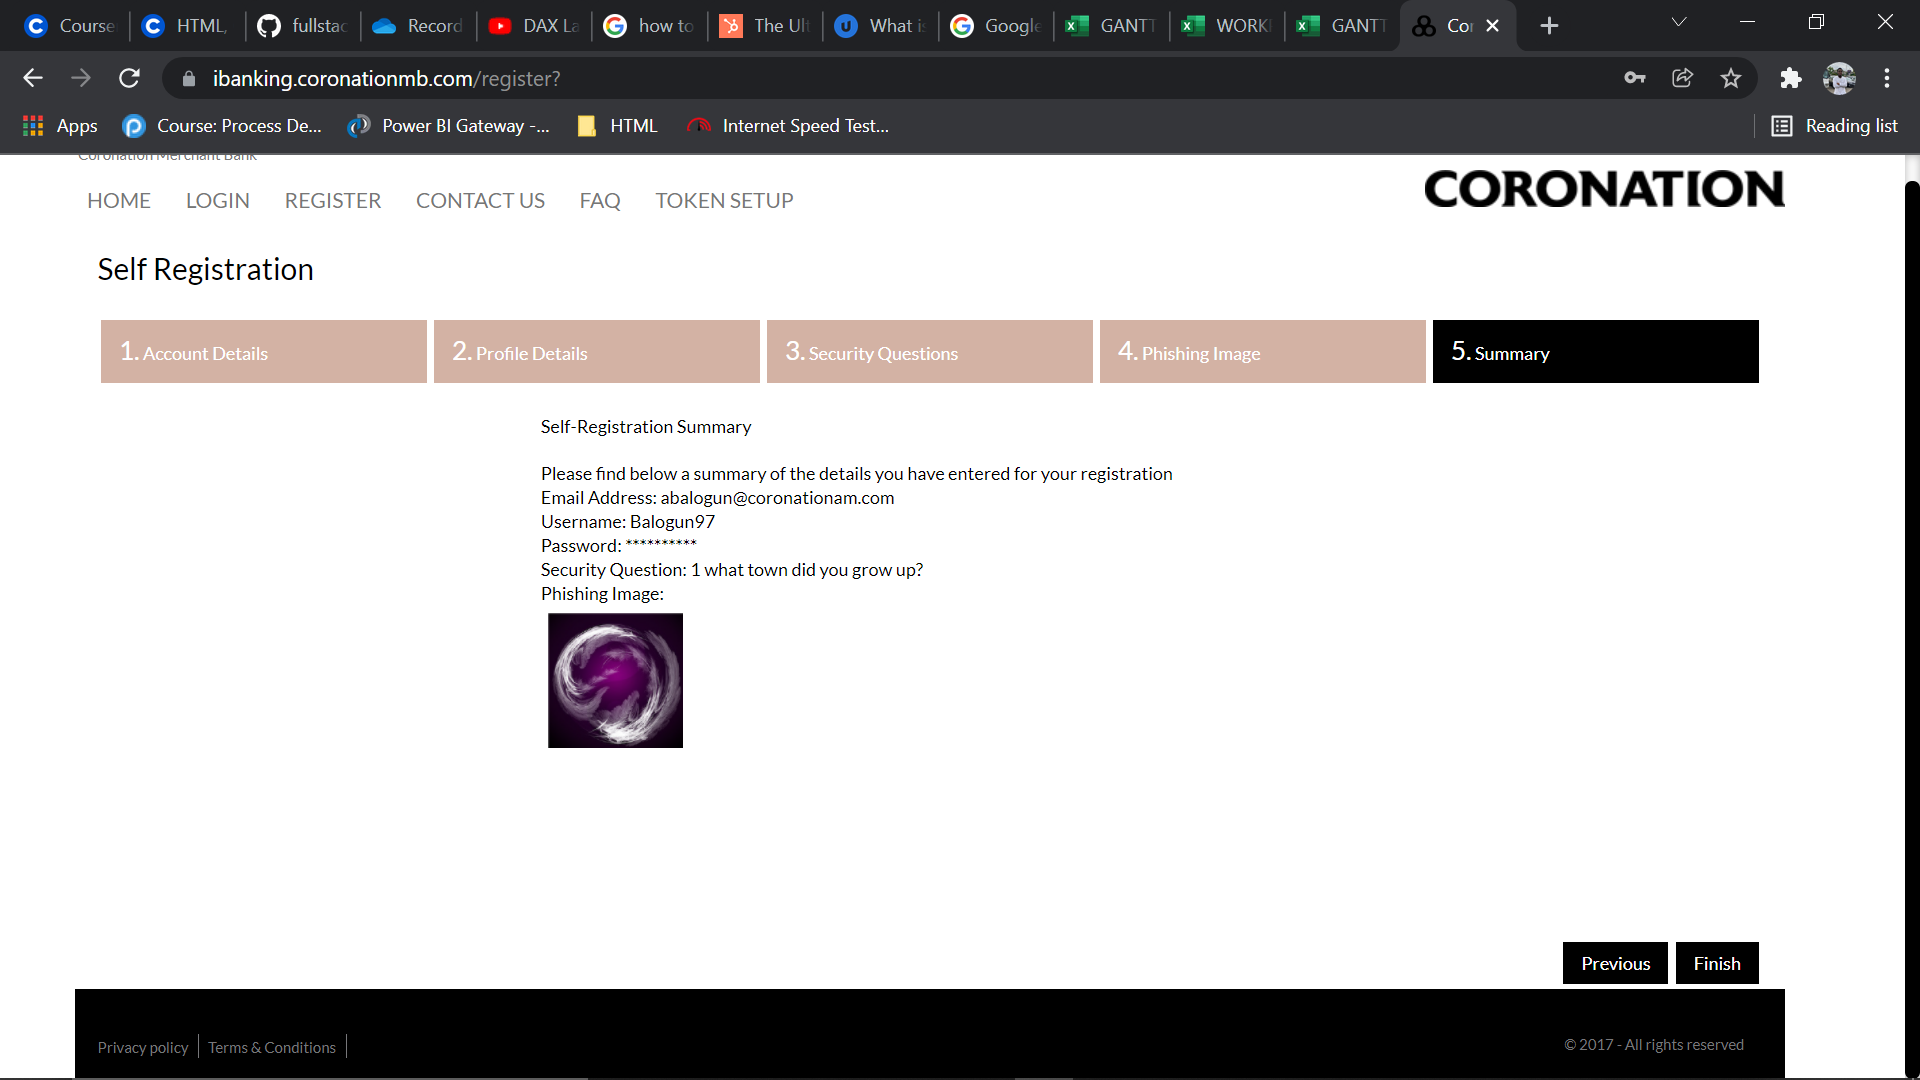 Course
HTML,
fullstac
Record
DAX La
how to
The Ult
What is
Google
GANTT
WORK
GANTT
Cor
ibanking.coronationmb.com/register?
Apps
Course: Process De...
Power BI Gateway -...
HTML
Internet Speed Test...
Reading list
Coronation Merchant Bank
HOME
LOGIN
REGISTER
CONTACT US
FAQ
TOKEN SETUP
CORONATION
Self Registration
1. Account Details
2. Profile Details
3. Security Questions
4. Phishing Image
5. Summary
Self-Registration Summary
Please find below a summary of the details you have entered for your registration
Email Address: abalogun@coronationam.com
Username: Balogun97
Password: **********
Security Question: 1 what town did you grow up?
Phishing Image:
Previous
Finish
Privacy policy
Terms & Conditions
© 2017 - All rights reserved